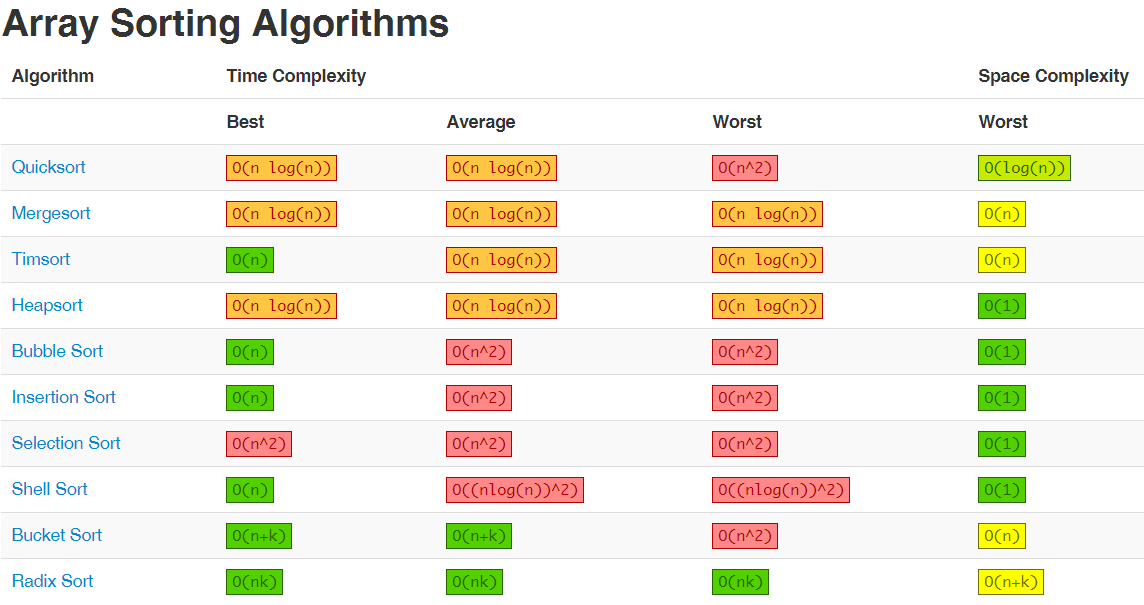 Array Sorting Algorithms
Algorithm Time Complexity Space Complexity
Best Average Worst Worst
Quicksort O(n log(n)) O(n log(n)) O(n^2) O(log(n))
Mergesort O(n log(n)) O(n log(n)) O(n log(n)) O(n)
Timsort O(n) O(n log(n)) O(n log(n)) O(n)
Heapsort O(n log(n)) O(n log(n)) O(n log(n)) O(1)
Bubble Sort O(n) O(n^2) O(n^2) O(1)
Insertion Sort O(n) O(n^2) O(n^2) O(1)
Selection Sort O(n^2) O(n^2) O(n^2) O(1)
Shell Sort O(n) O((nlog(n))^2) O((nlog(n))^2) O(1)
Bucket Sort O(n+k) O(n+k) O(n^2) O(n)
Radix Sort O(nk) O(nk) O(nk) O(n+k)